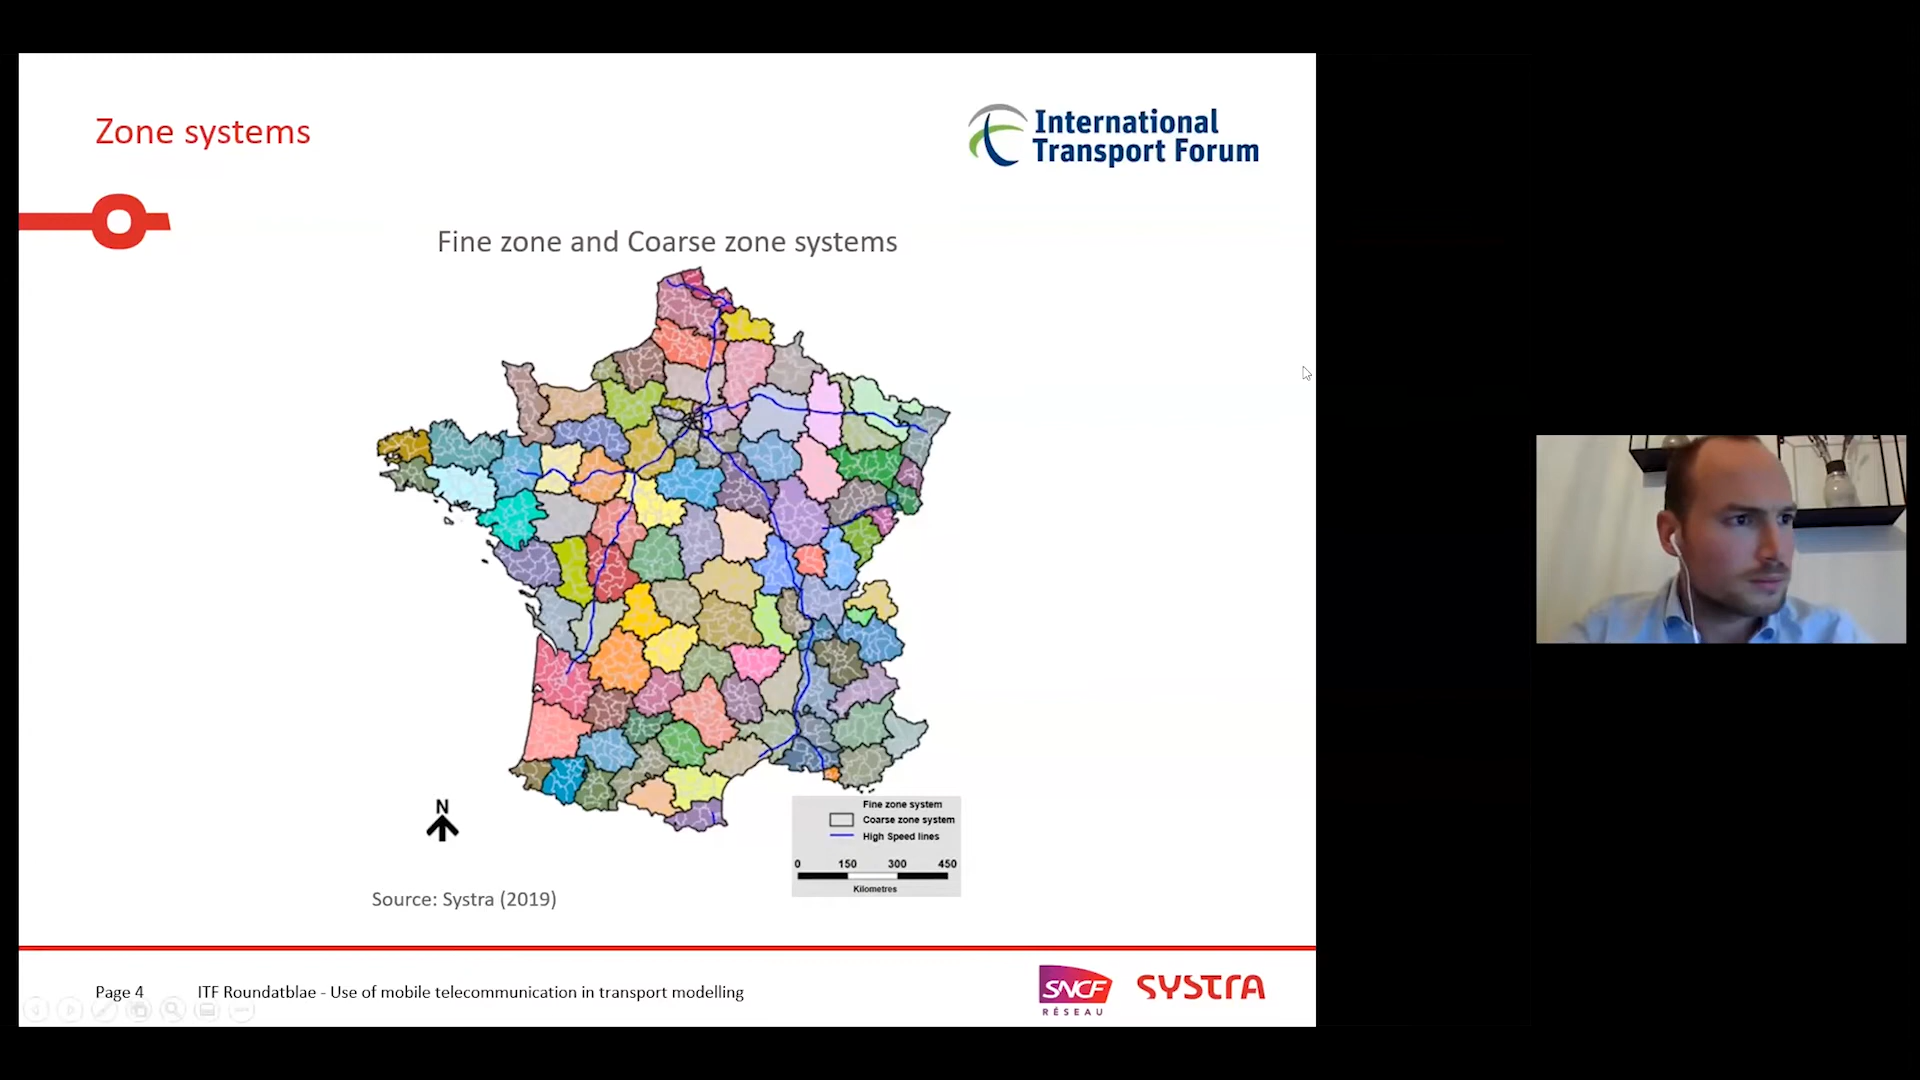 Zone systems
International
Transport Forum
Fine zone and Coarse zone systems
N
Fine zone system
Coarse zone system
High Speed lines
0 150 300 450
Kilometres
Source: Systra (2019)
Page 4 ITF Roundatblae - Use of mobile telecommunication in transport modelling
SNCF
RÉSEAU
SYSTRA